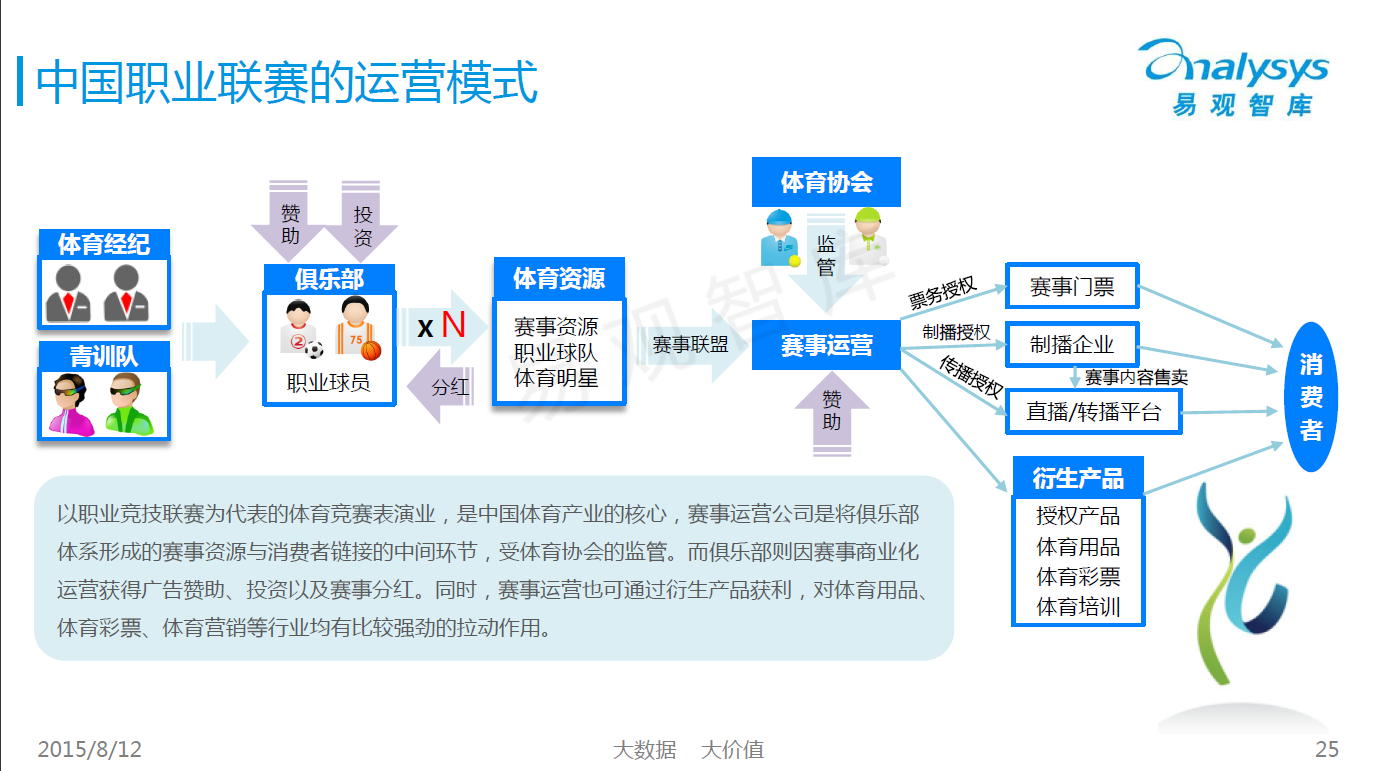 中国职业联赛的运营模式
analysys
易观智库
体育协会
监管
赞助
投资
体育经纪
青训队
俱乐部
②
75
职业球员
x N
分红
体育资源
赛事资源
职业球队
体育明星
赛事联盟
赛事运营
赞助
票务授权
制播授权
传播授权
赛事门票
制播企业
赛事内容售卖
直播/转播平台
衍生产品
授权产品
体育用品
体育彩票
体育培训
消费者
易观智库
以职业竞技联赛为代表的体育竞赛表演业，是中国体育产业的核心，赛事运营公司是将俱乐部
体系形成的赛事资源与消费者链接的中间环节，受体育协会的监管。而俱乐部则因赛事商业化
运营获得广告赞助、投资以及赛事分红。同时，赛事运营也可通过衍生产品获利，对体育用品、
体育彩票、体育营销等行业均有比较强劲的拉动作用。
2015/8/12
大数据 大价值
25